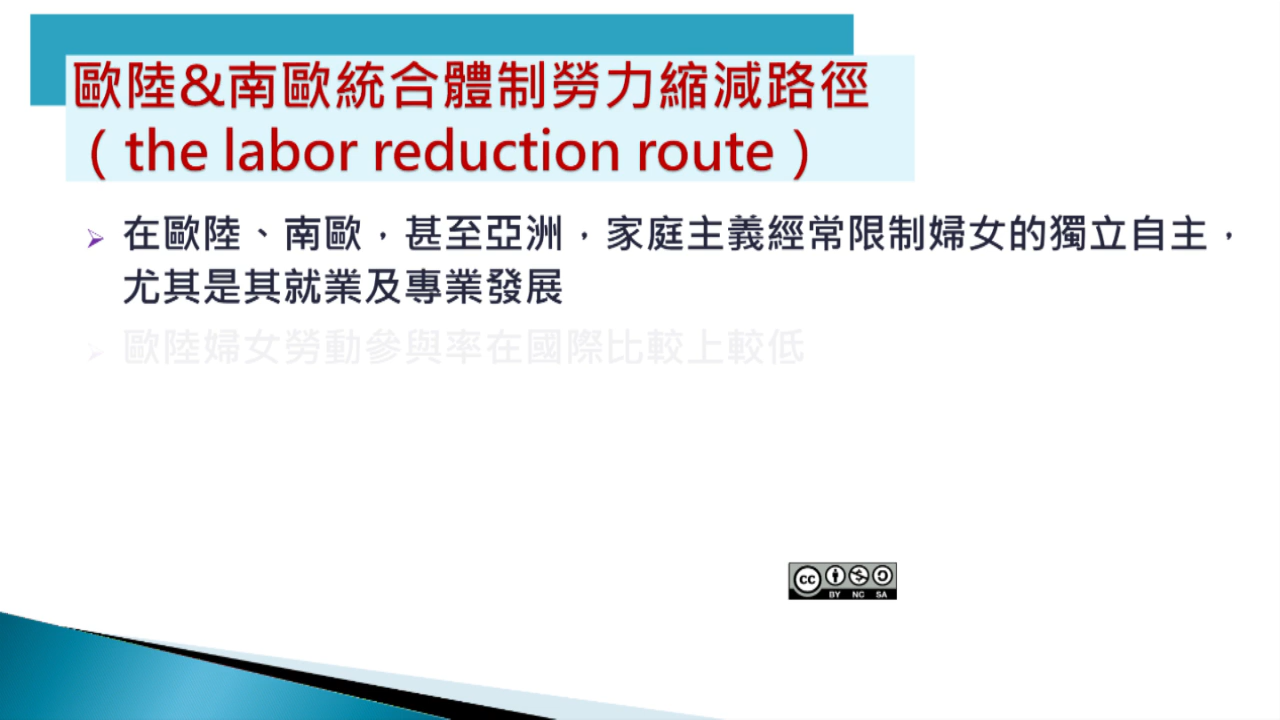 歐陸&南歐統合體制勞力縮減路徑
（the labor reduction route）
在歐陸、南歐，甚至亞洲，家庭主義經常限制婦女的獨立自主，
尤其是其就業及專業發展
歐陸婦女勞動參與率在國際比較上較低
cc
BY NC SA